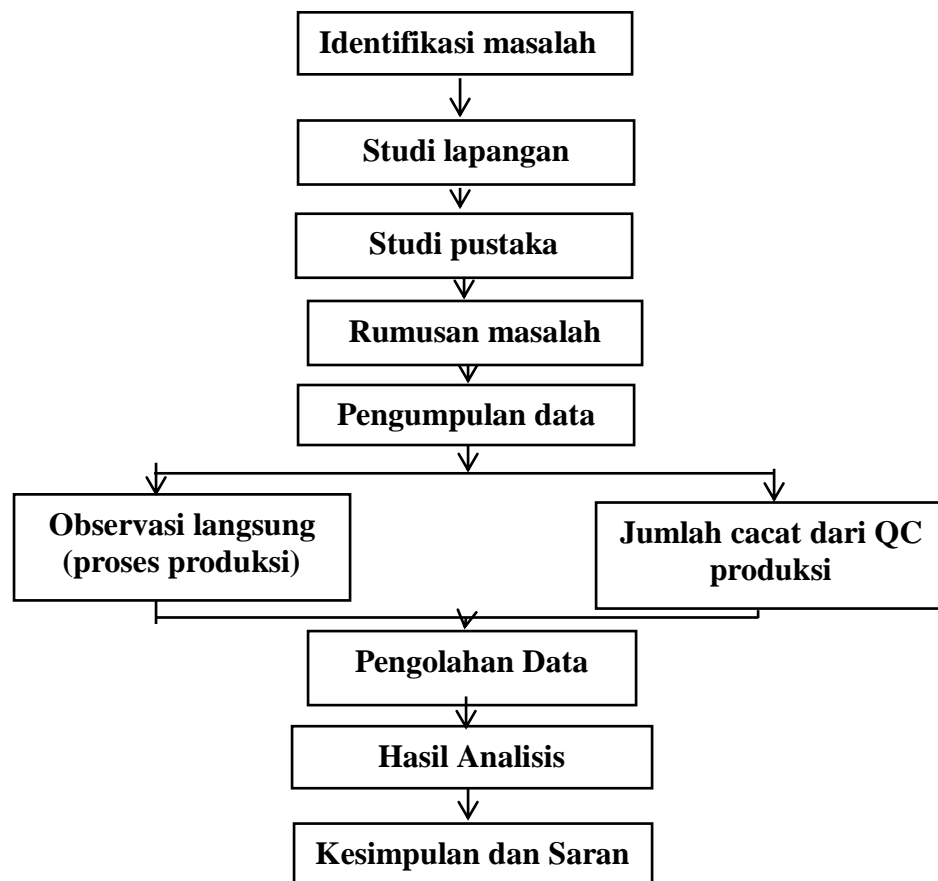 Identifikasi masalah
Studi lapangan
Studi pustaka
Rumusan masalah
Pengumpulan data
Observasi langsung
(proses produksi)
Jumlah cacat dari QC
produksi
Pengolahan Data
Hasil Analisis
Kesimpulan dan Saran